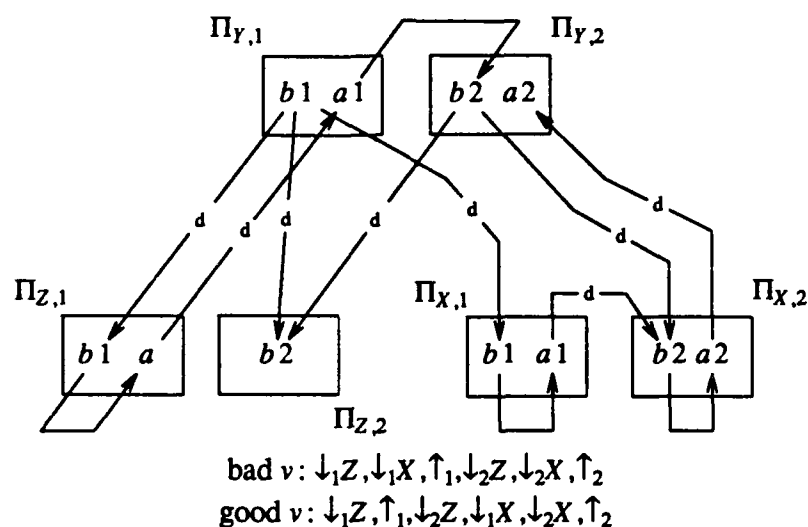 Π_{Y,1} Π_{Y,2}
b1 a1 b2 a2
d d d d d d
Π_{Z,1} Π_{X,1} d Π_{X,2}
b1 a b2 b1 a1 b2 a2
Π_{Z,2}
bad v: ↓₁Z,↓₁X,↑₁,↓₂Z,↓₂X,↑₂
good v: ↓₁Z,↑₁,↓₂Z,↓₁X,↓₂X,↑₂